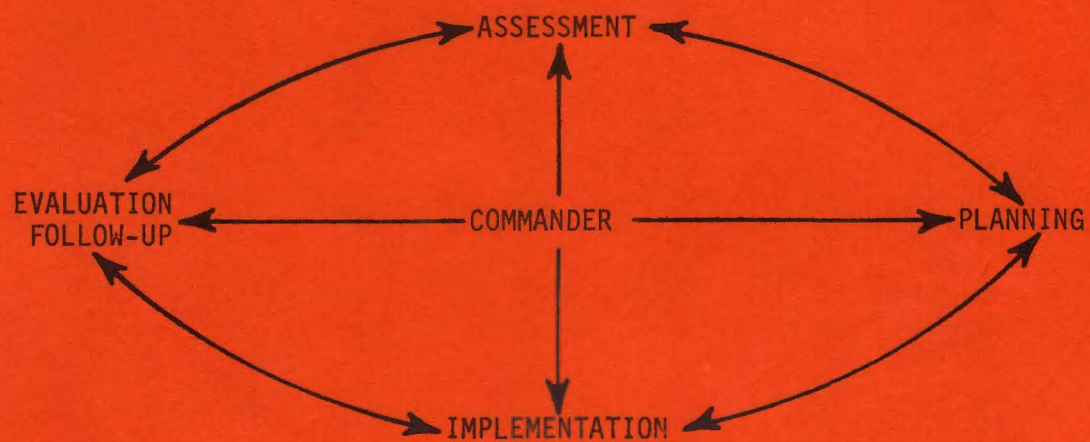 ASSESSMENT
EVALUATION
FOLLOW-UP
COMMANDER
PLANNING
IMPLEMENTATION